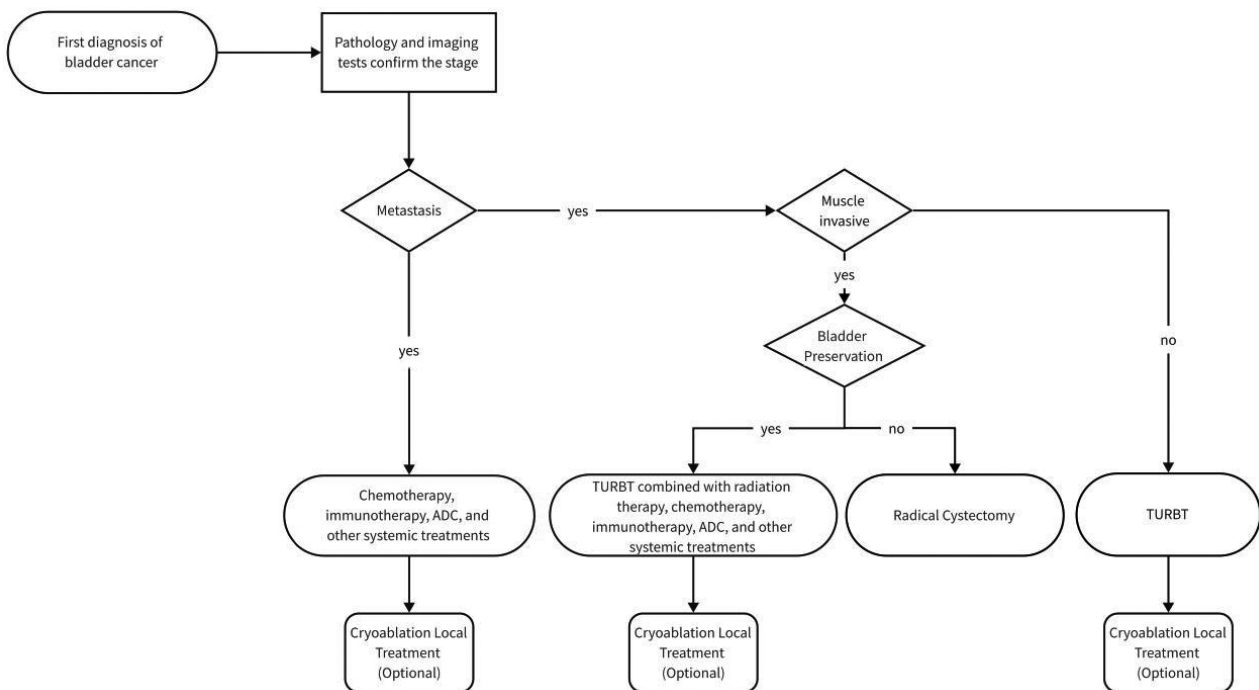 First diagnosis of
bladder cancer
Pathology and imaging
tests confirm the stage
Metastasis
yes
Muscle
invasive
yes
Bladder
Preservation
no
yes
yes
no
Chemotherapy,
immunotherapy, ADC, and
other systemic treatments
TURBT combined with radiation
therapy, chemotherapy,
immunotherapy, ADC, and other
systemic treatments
Radical Cystectomy
TURBT
Cryoablation Local
Treatment
(Optional)
Cryoablation Local
Treatment
(Optional)
Cryoablation Local
Treatment
(Optional)